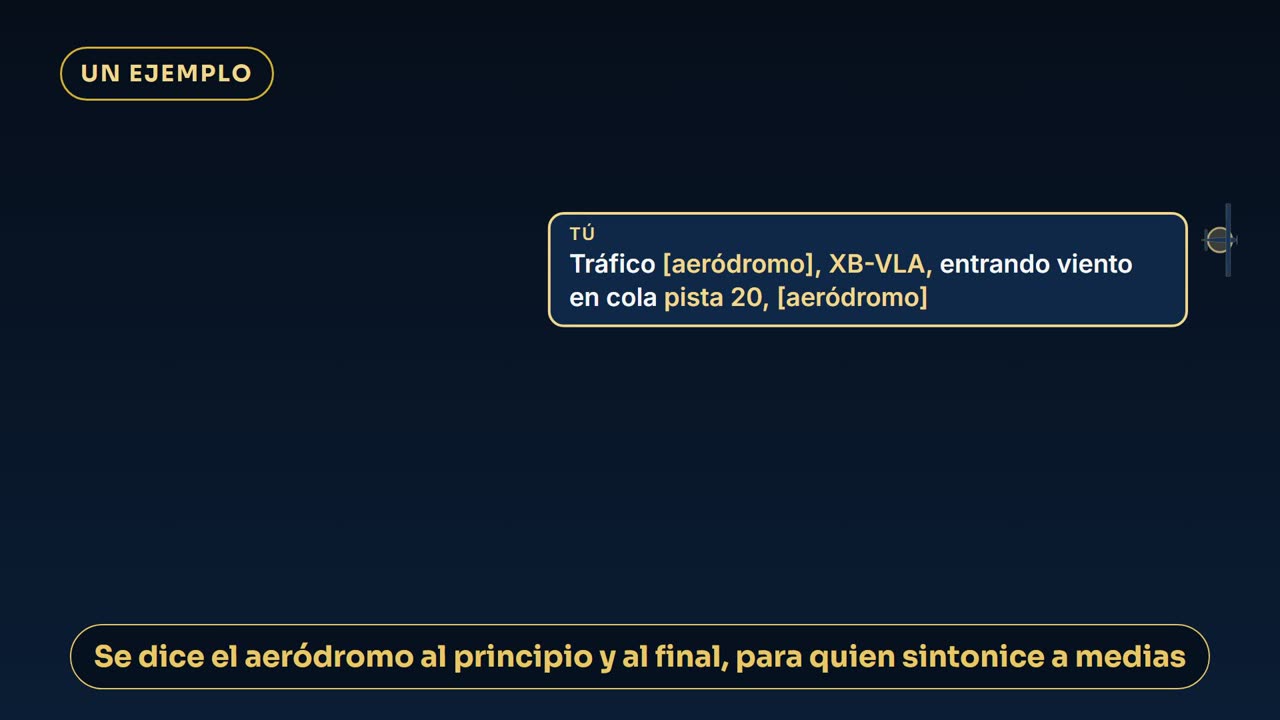 UN EJEMPLO
TÚ
Tráfico [aeródromo], XB-VLA, entrando viento
en cola pista 20, [aeródromo]
Se dice el aeródromo al principio y al final, para quien sintonice a medias